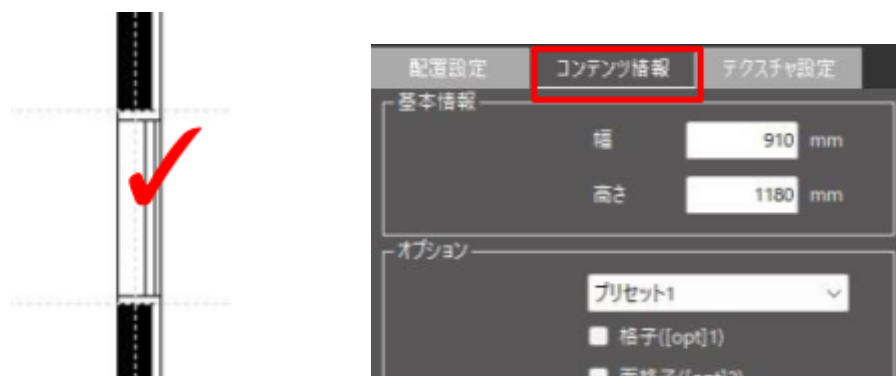 配置設定 コンテンツ情報 テクスチャ設定
基本情報
幅 910 mm
高さ 1180 mm
オプション
プリセット1
格子([opt]1)